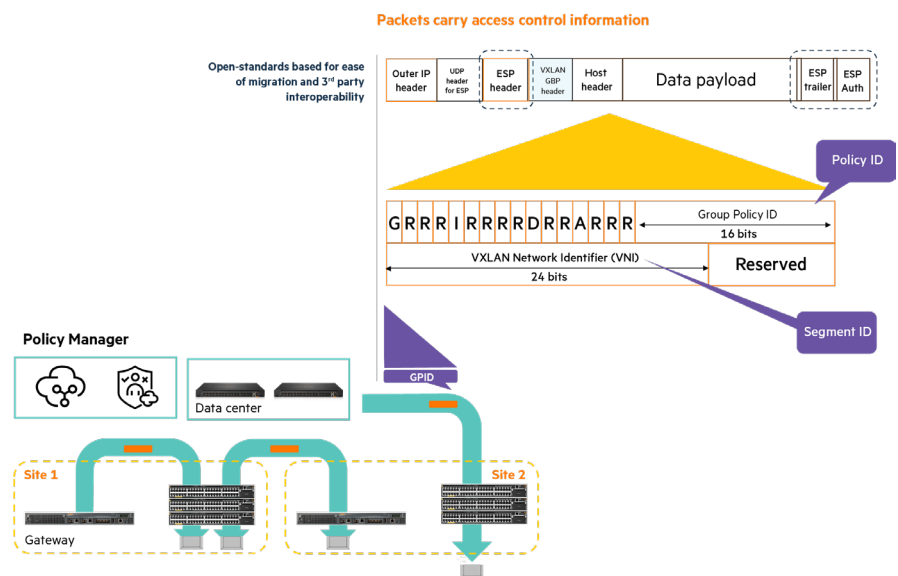 Packets carry access control information
Open-standards based for ease
of migration and 3rd party
interoperability
Outer IP
header
UDP
header
for ESP
ESP
header
VXLAN
GBP
header
Host
header
Data payload
ESP
trailer
ESP
Auth
Policy ID
G R R R I R R R R D R R A R R R
Group Policy ID
16 bits
VXLAN Network Identifier (VNI)
24 bits
Reserved
Segment ID
GPID
Policy Manager
Data center
Site 1
Site 2
Gateway